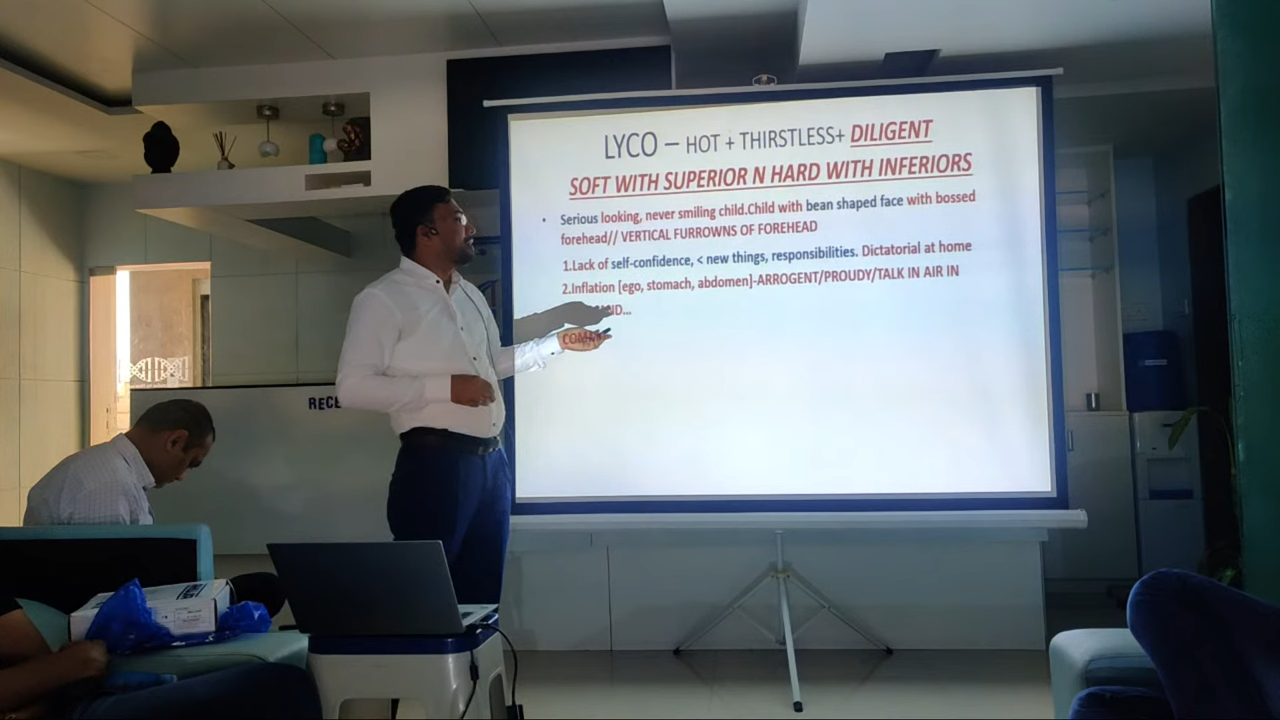 LYCO – HOT + THIRSTLESS+ DILIGENT
SOFT WITH SUPERIOR N HARD WITH INFERIORS
• Serious looking, never smiling child.Child with bean shaped face with bossed
forehead// VERTICAL FURROWNS OF FOREHEAD
1.Lack of self-confidence, < new things, responsibilities. Dictatorial at home
2.Inflation [ego, stomach, abdomen]-ARROGENT/PROUDY/TALK IN AIR IN